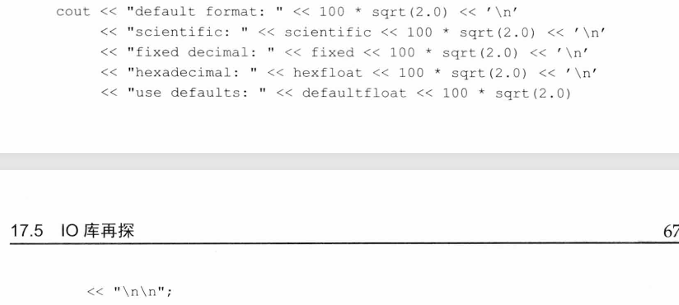 cout << "default format: " << 100 * sqrt(2.0) << '\n'
<< "scientific: " << scientific << 100 * sqrt(2.0) << '\n'
<< "fixed decimal: " << fixed << 100 * sqrt(2.0) << '\n'
<< "hexadecimal: " << hexfloat << 100 * sqrt(2.0) << '\n'
<< "use defaults: " << defaultfloat << 100 * sqrt(2.0)
17.5 IO 库再探 67
<< "\n\n";